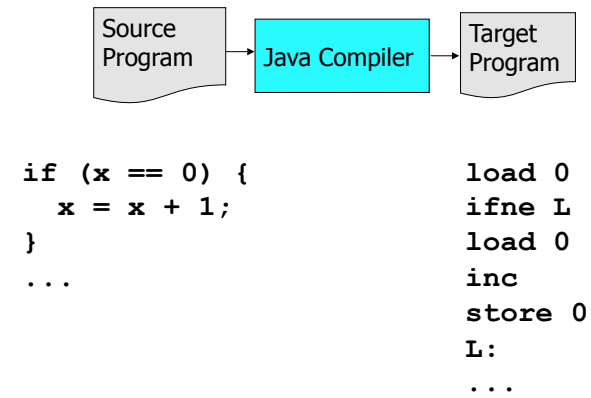 Source
Program
Java Compiler
Target
Program
if (x == 0) {
  x = x + 1;
}
...
load 0
ifne L
load 0
inc
store 0
L:
...